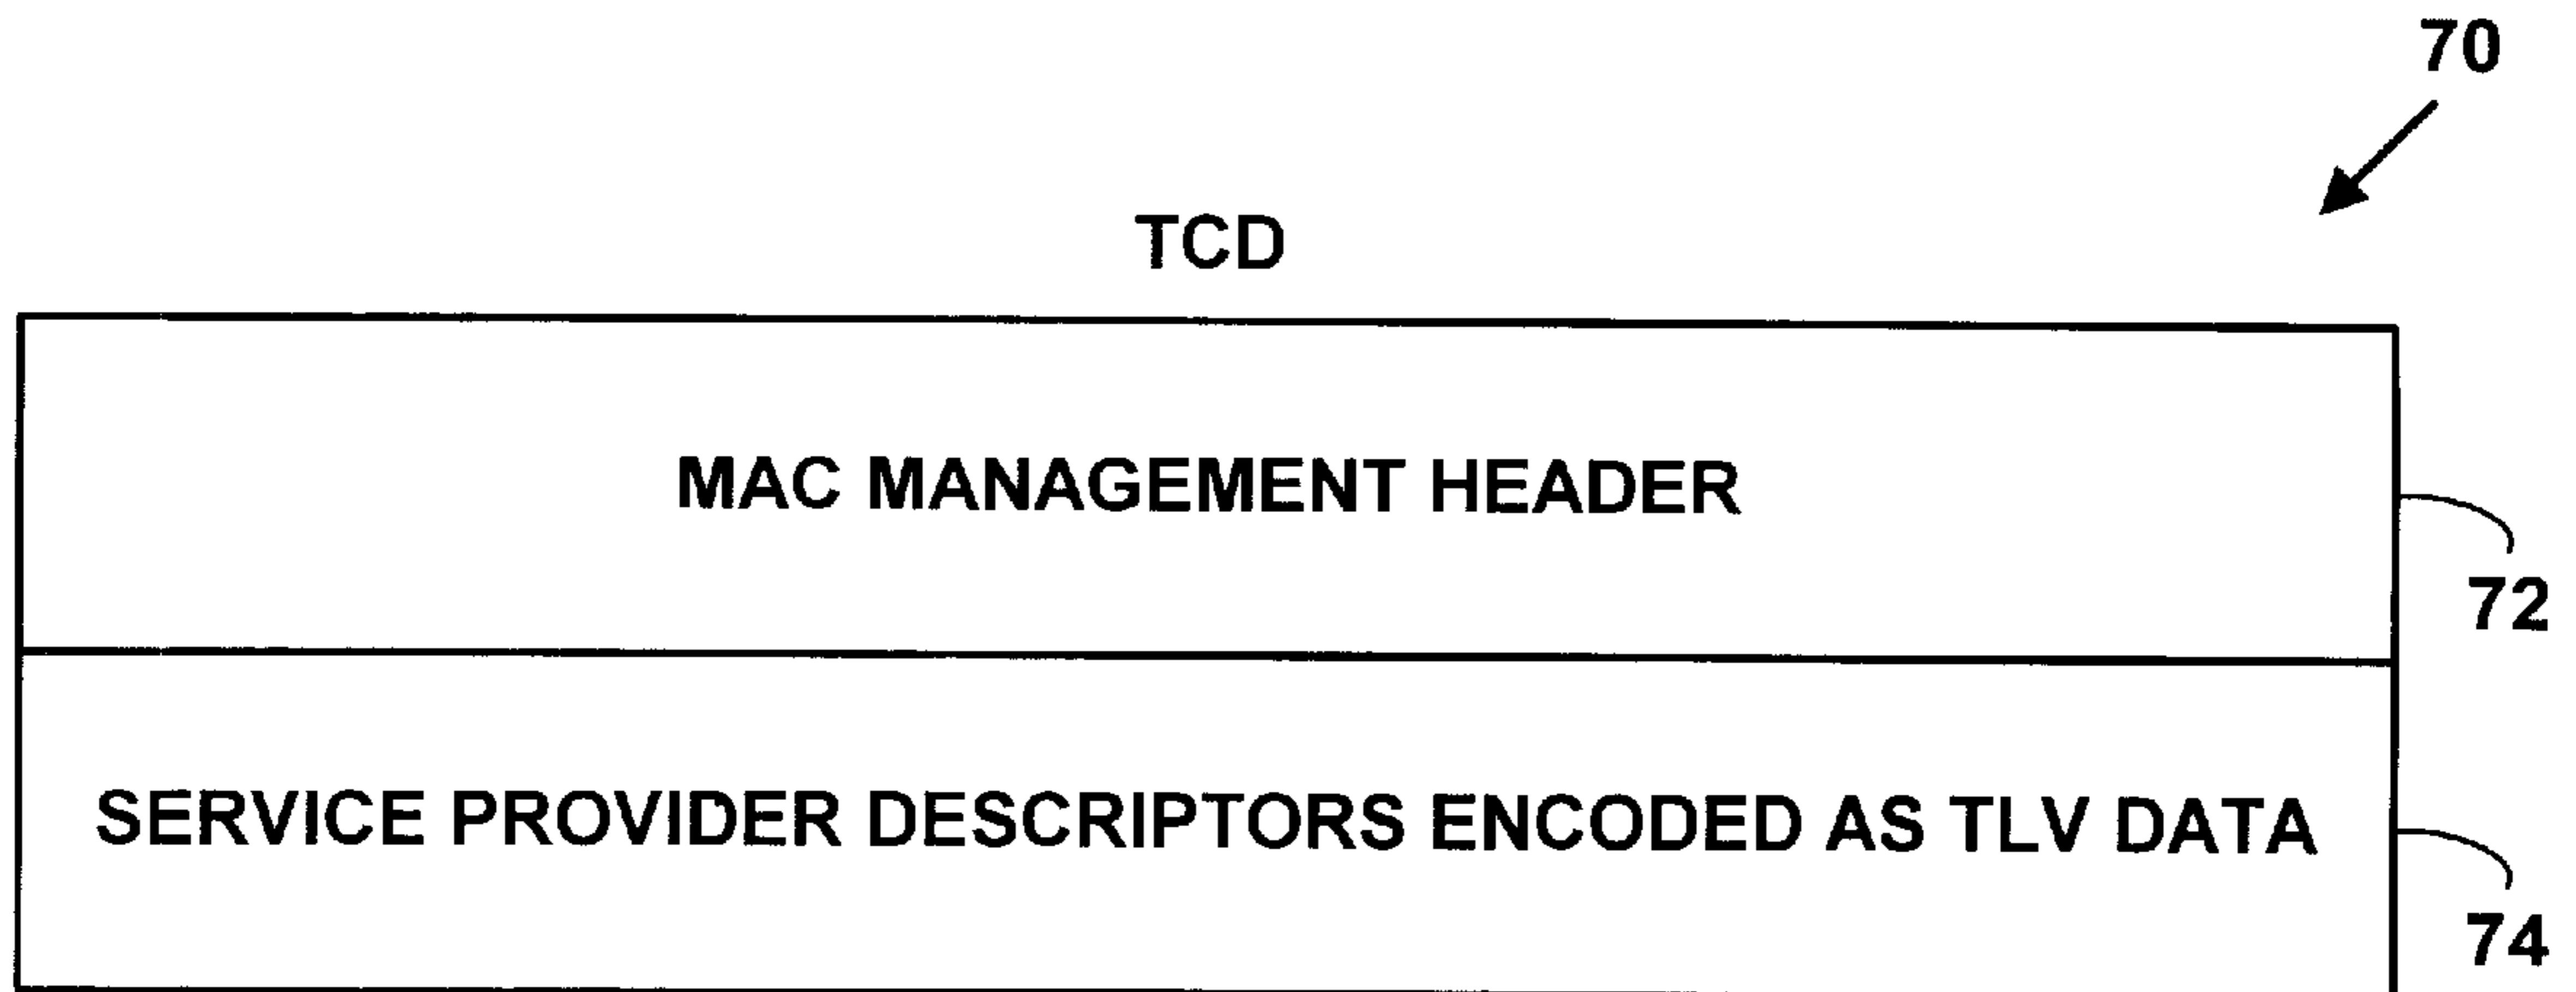 70
TCD
MAC MANAGEMENT HEADER
72
SERVICE PROVIDER DESCRIPTORS ENCODED AS TLV DATA
74